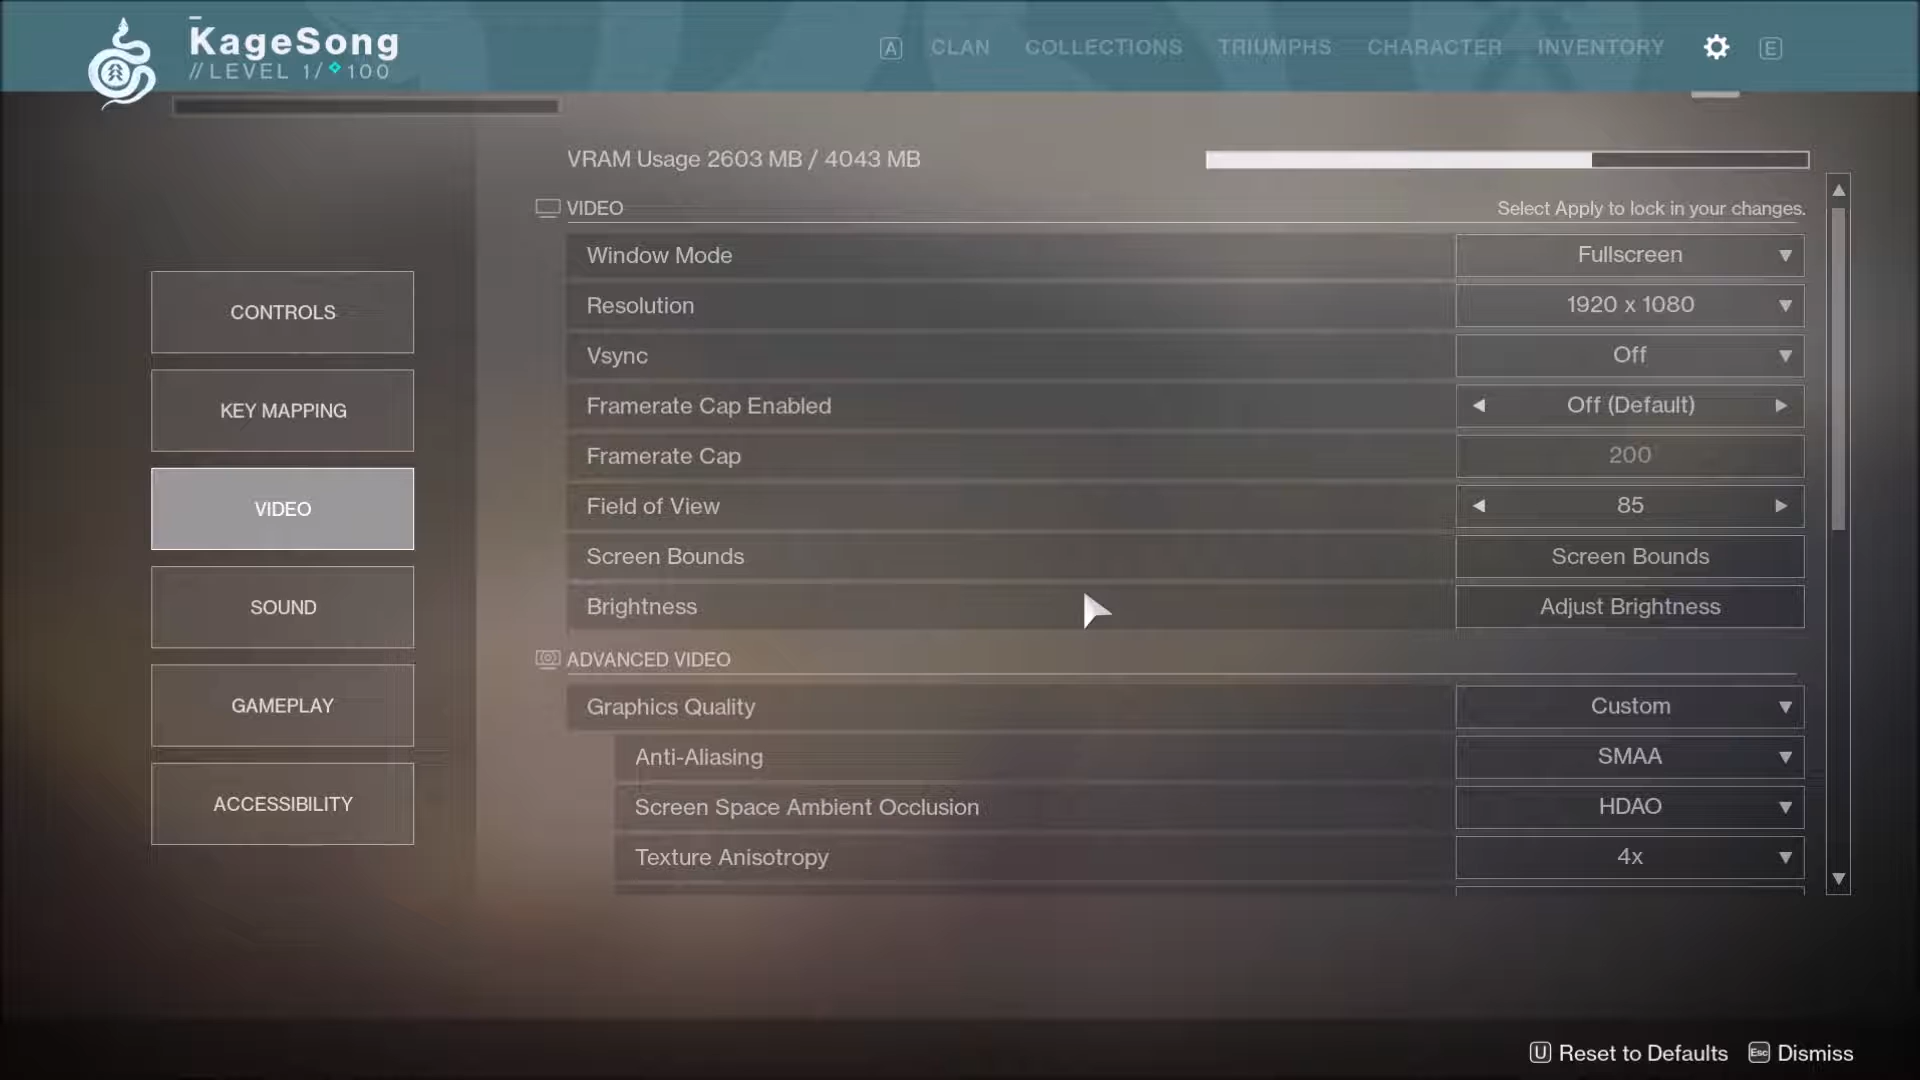 KageSong
//LEVEL 1/ 100
A CLAN COLLECTIONS TRIUMPHS CHARACTER INVENTORY E
VRAM Usage 2603 MB / 4043 MB
VIDEO
Select Apply to lock in your changes.
Window Mode Fullscreen
Resolution 1920 x 1080
Vsync Off
Framerate Cap Enabled Off (Default)
Framerate Cap 200
Field of View 85
Screen Bounds Screen Bounds
Brightness Adjust Brightness
ADVANCED VIDEO
Graphics Quality Custom
Anti-Aliasing SMAA
Screen Space Ambient Occlusion HDAO
Texture Anisotropy 4x
CONTROLS
KEY MAPPING
VIDEO
SOUND
GAMEPLAY
ACCESSIBILITY
U Reset to Defaults Esc Dismiss